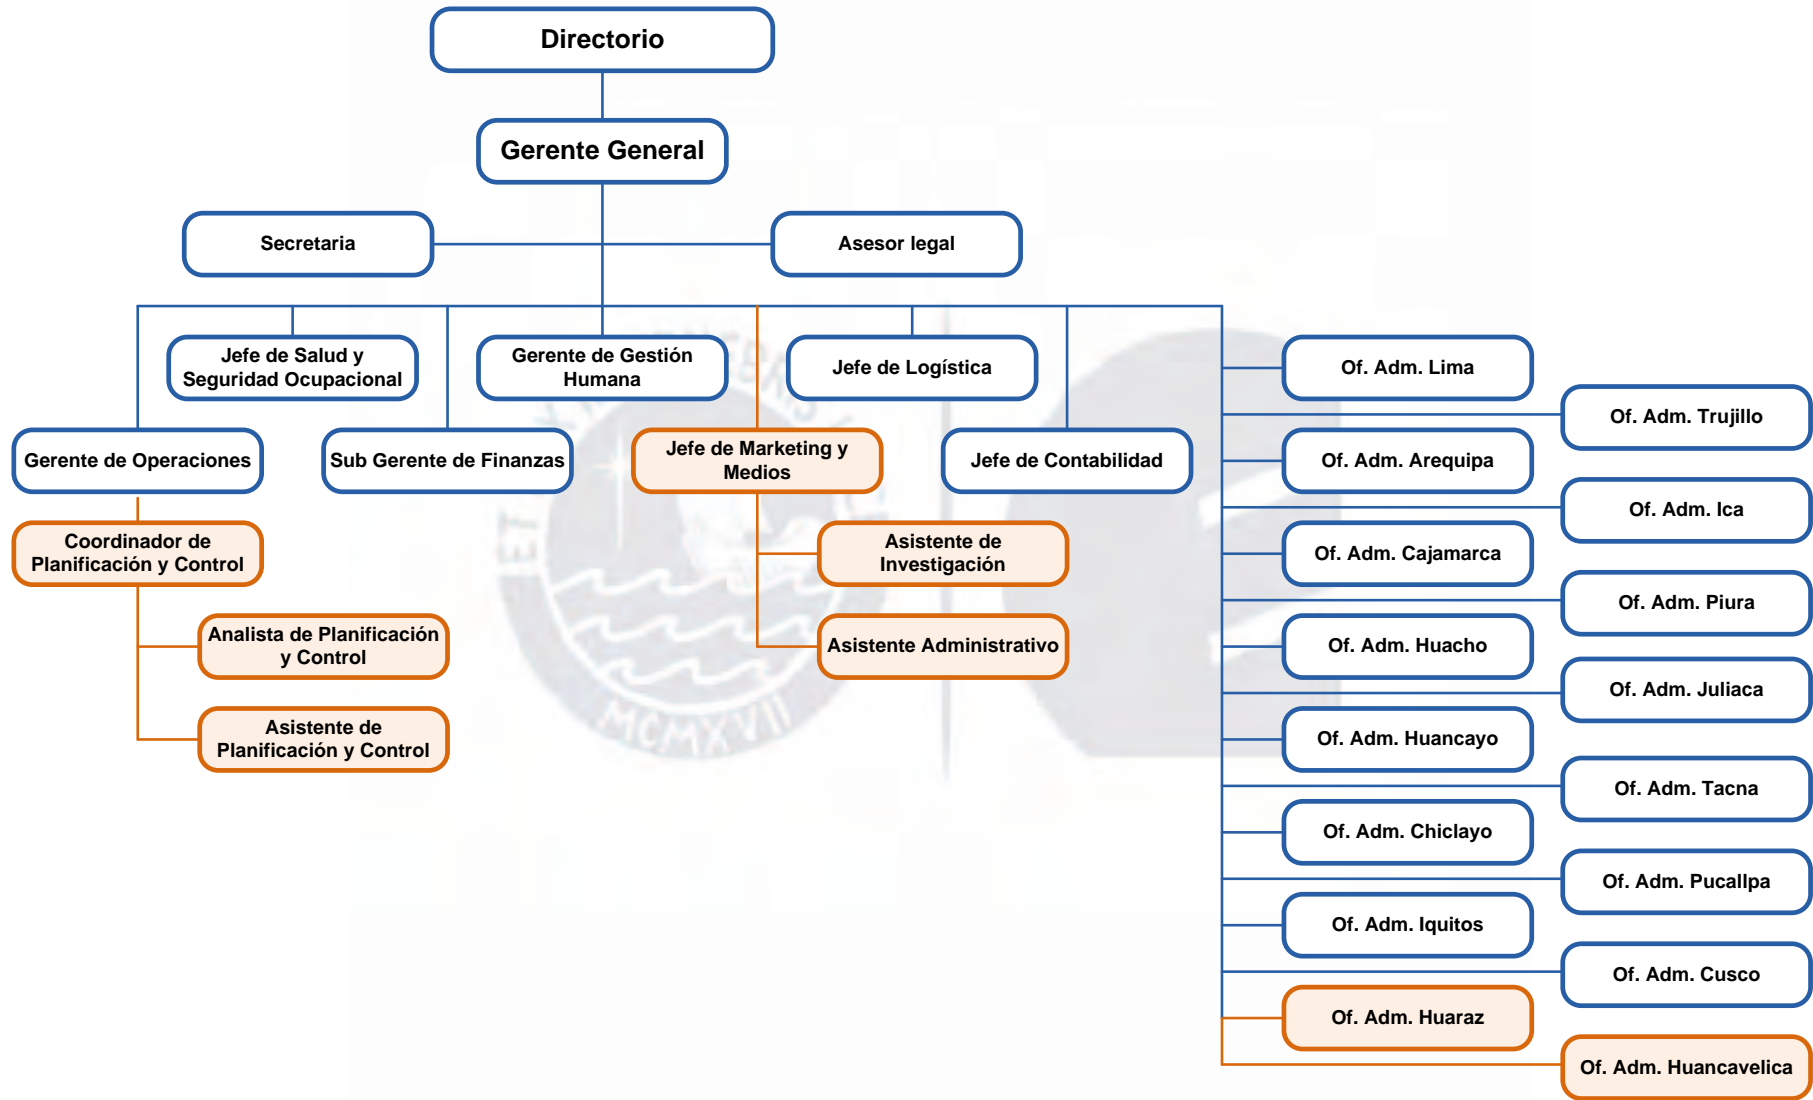 Directorio
Gerente General
Secretaria
Asesor legal
Jefe de Salud y
Seguridad Ocupacional
Gerente de Gestión
Humana
Jefe de Logística
Gerente de Operaciones
Sub Gerente de Finanzas
Jefe de Marketing y
Medios
Jefe de Contabilidad
Coordinador de
Planificación y Control
Analista de Planificación
y Control
Asistente de
Planificación y Control
Asistente de
Investigación
Asistente Administrativo
Of. Adm. Lima
Of. Adm. Trujillo
Of. Adm. Arequipa
Of. Adm. Ica
Of. Adm. Cajamarca
Of. Adm. Piura
Of. Adm. Huacho
Of. Adm. Juliaca
Of. Adm. Huancayo
Of. Adm. Tacna
Of. Adm. Chiclayo
Of. Adm. Pucallpa
Of. Adm. Iquitos
Of. Adm. Cusco
Of. Adm. Huaraz
Of. Adm. Huancavelica
MCMXVII